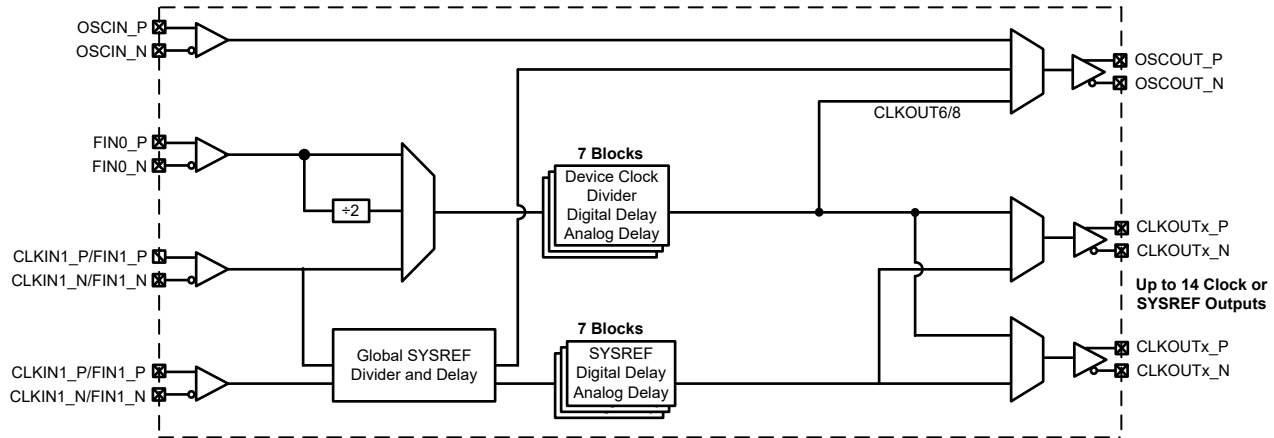 OSCIN_P
OSCIN_N
OSCOUT_P
OSCOUT_N
CLKOUT6/8
FIN0_P
FIN0_N
÷2
7 Blocks
Device Clock
Divider
Digital Delay
Analog Delay
CLKIN1_P/FIN1_P
CLKIN1_N/FIN1_N
CLKOUTx_P
CLKOUTx_N
Up to 14 Clock or
SYSREF Outputs
Global SYSREF
Divider and Delay
7 Blocks
SYSREF
Digital Delay
Analog Delay
CLKIN1_P/FIN1_P
CLKIN1_N/FIN1_N
CLKOUTx_P
CLKOUTx_N